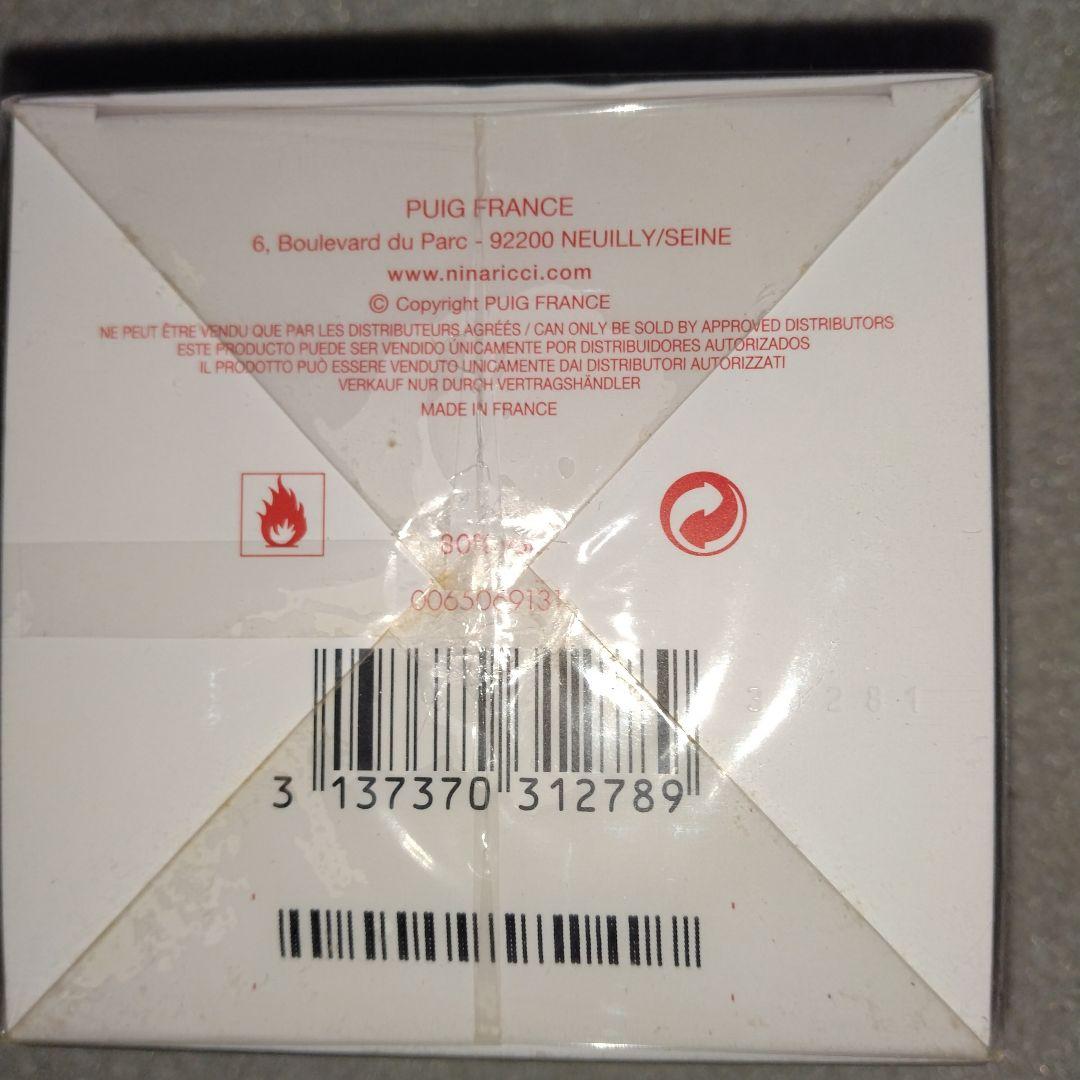 PUIG FRANCE
6, Boulevard du Parc - 92200 NEUILLY/SEINE
www.ninaricci.com
© Copyright PUIG FRANCE
NE PEUT ÊTRE VENDU QUE PAR LES DISTRIBUTEURS AGRÉÉS / CAN ONLY BE SOLD BY APPROVED DISTRIBUTORS
ESTE PRODUCTO PUEDE SER VENDIDO ÚNICAMENTE POR DISTRIBUIDORES AUTORIZADOS
IL PRODOTTO PUÒ ESSERE VENDUTO UNICAMENTE DAI DISTRIBUTORI AUTORIZZATI
VERKAUF NUR DURCH VERTRAGSHÄNDLER
MADE IN FRANCE
3 137370 312789